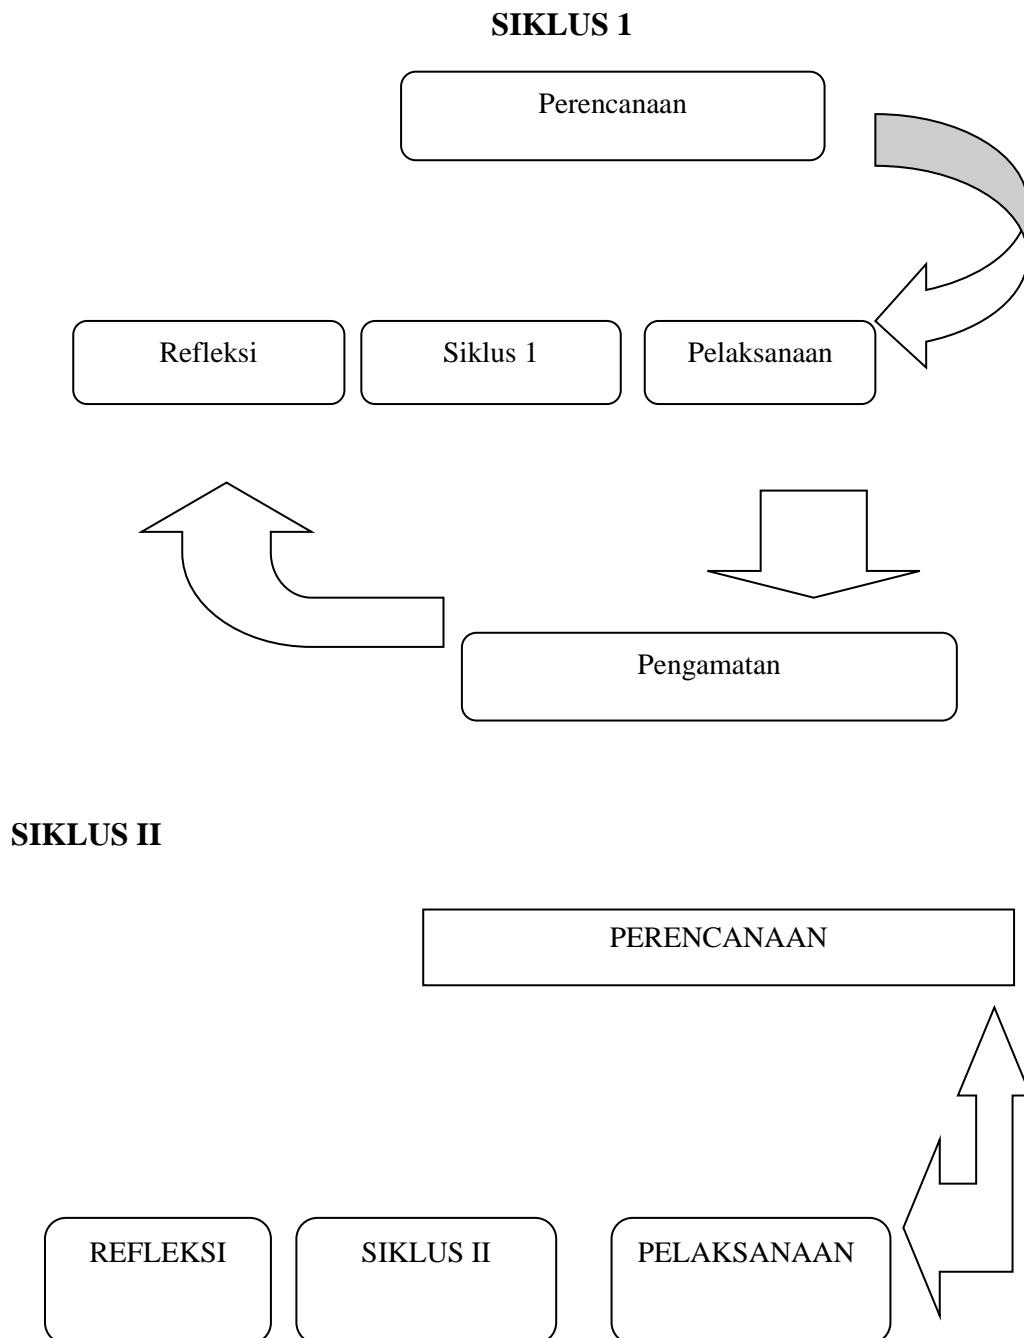 SIKLUS 1
Perencanaan
Refleksi
Siklus 1
Pelaksanaan
Pengamatan
SIKLUS II
PERENCANAAN
REFLEKSI
SIKLUS II
PELAKSANAAN